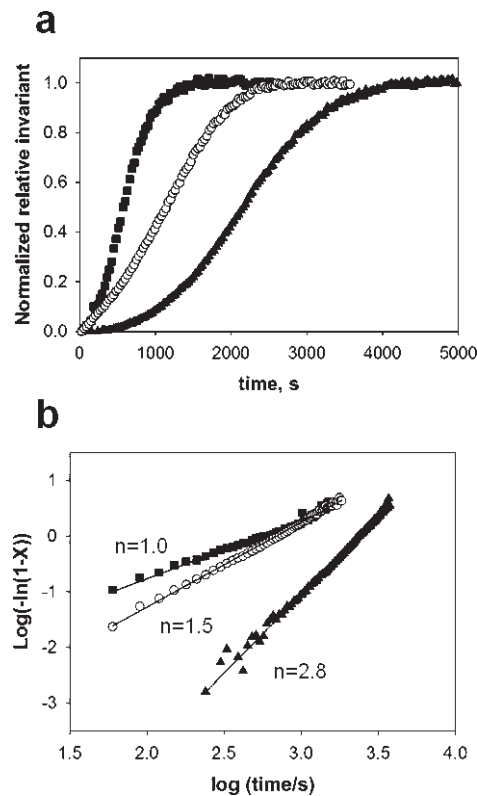 a
Normalized relative invariant
1.0
0.8
0.6
0.4
0.2
0.0
0 1000 2000 3000 4000 5000
time, s
b
Log(-ln(1-X))
1
0
-1
-2
-3
n=1.0
n=1.5
n=2.8
1.5 2.0 2.5 3.0 3.5 4.0
log (time/s)